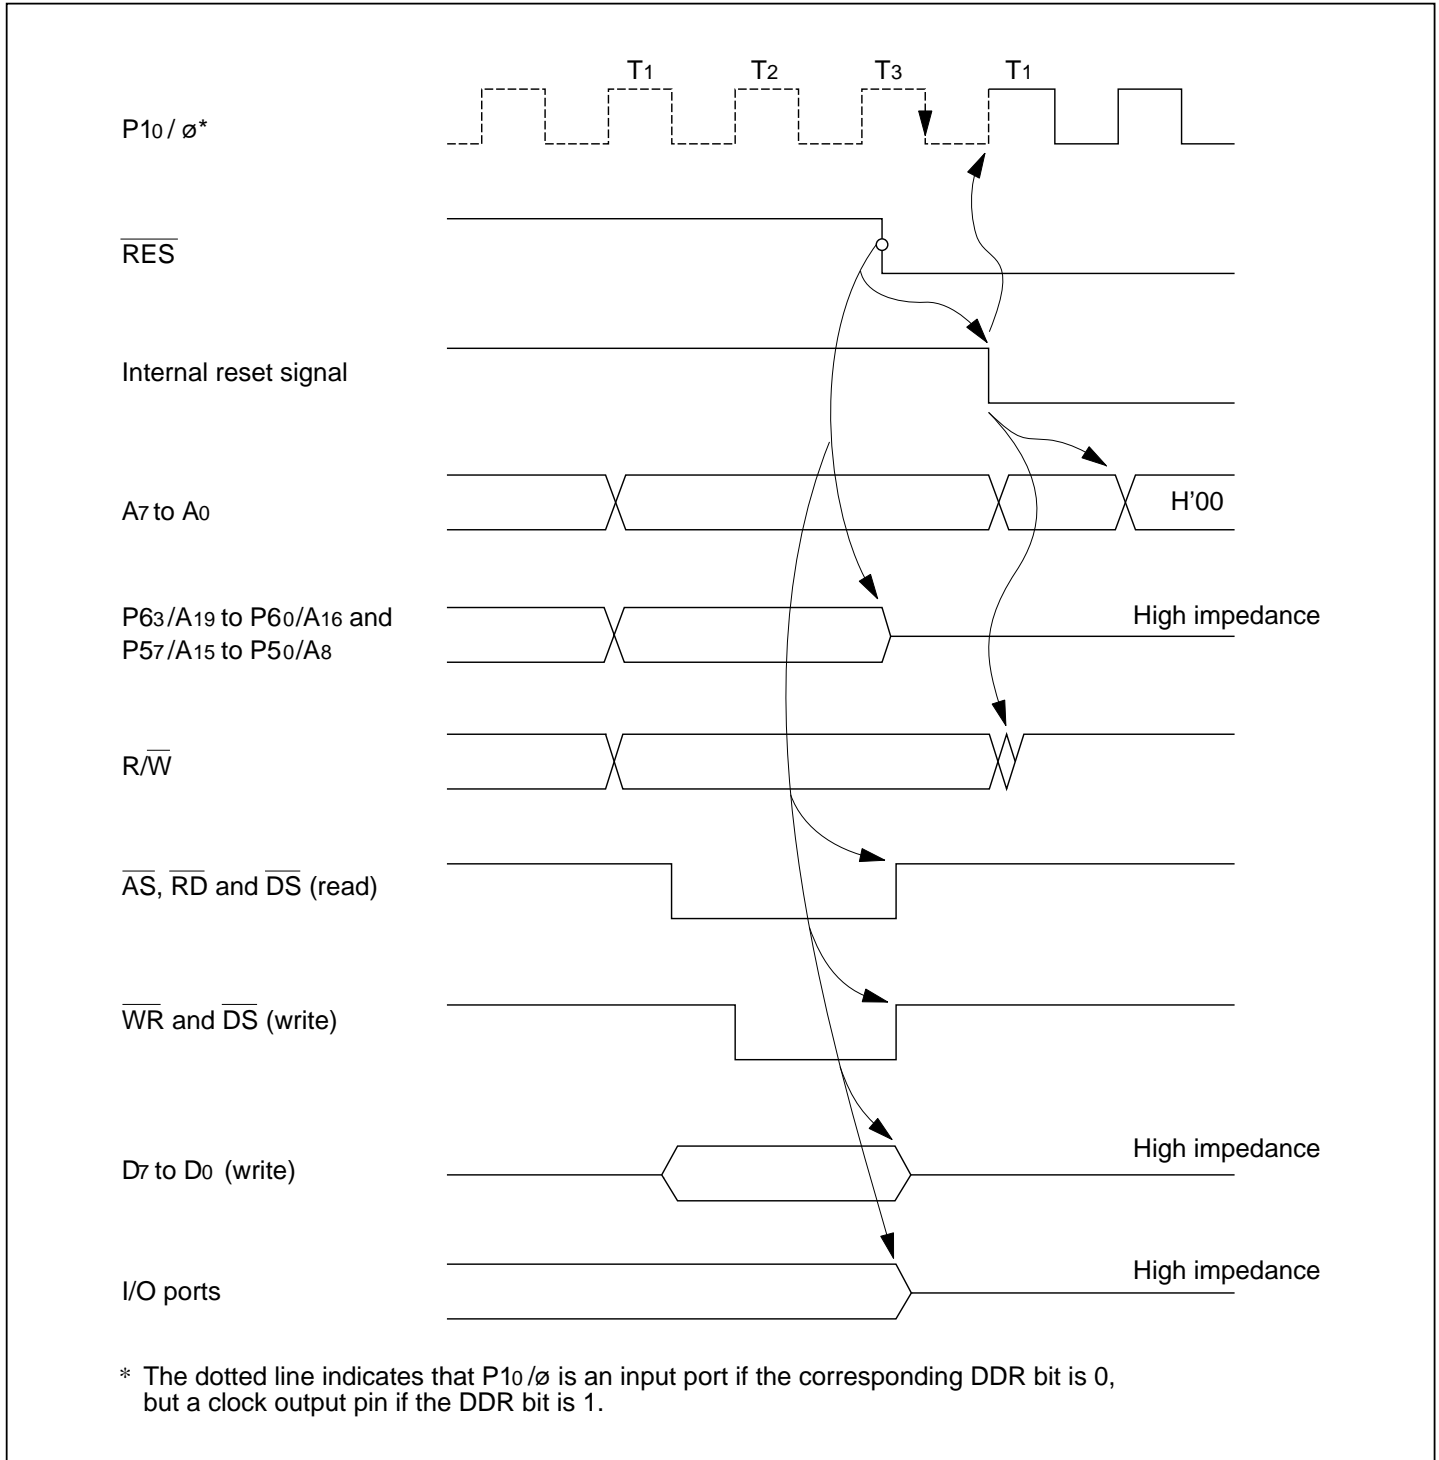 T1 T2 T3 T1
P10 / ø*
RES
Internal reset signal
A7 to A0
H’00
P63/A19 to P60/A16 and
P57/A15 to P50/A8
High impedance
R/W
AS, RD and DS (read)
WR and DS (write)
D7 to D0 (write)
High impedance
I/O ports
High impedance
* The dotted line indicates that P10/ø is an input port if the corresponding DDR bit is 0,
but a clock output pin if the DDR bit is 1.